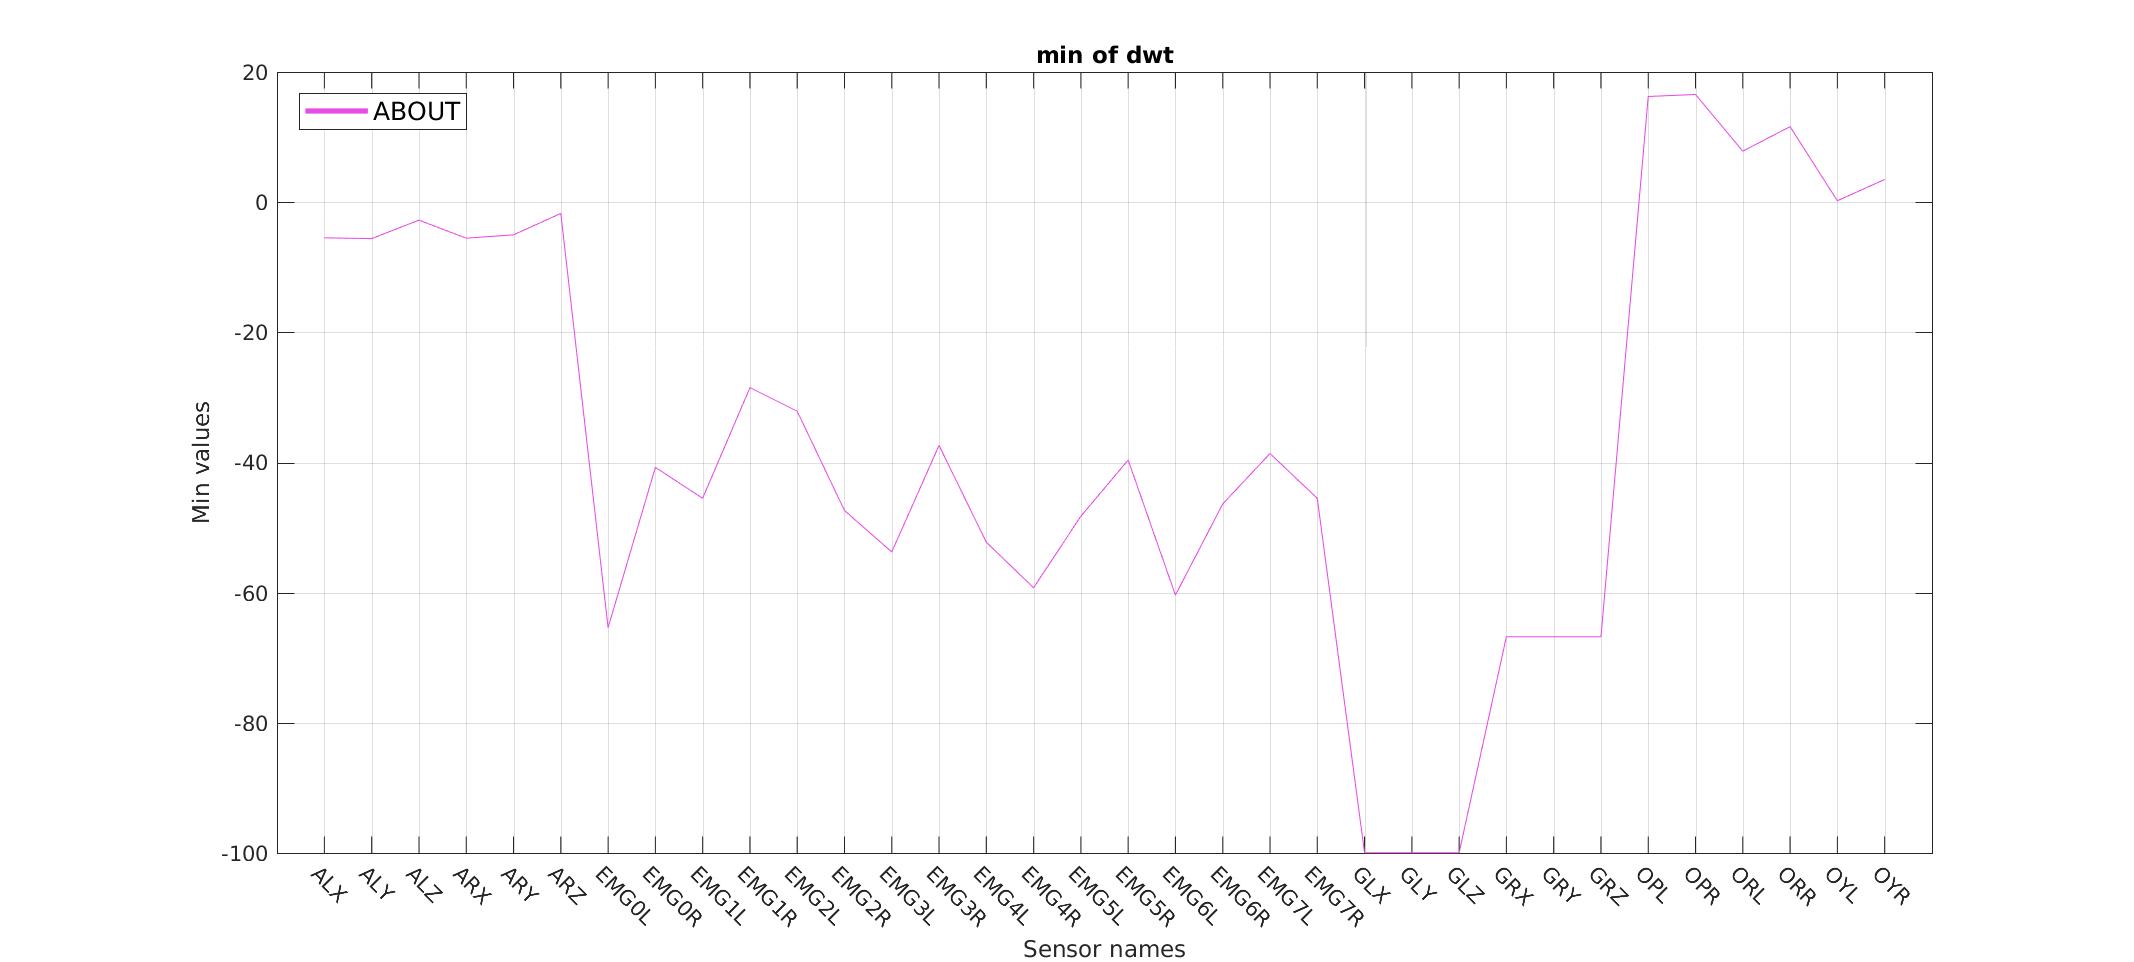 min of dwt
ABOUT
20
0
-20
-40
-60
-80
-100
Min values
ALX ALY ALZ ARX ARY ARZ EMG0L EMG0R EMG1L EMG1R EMG2L EMG2R EMG3L EMG3R EMG4L EMG4R EMG5L EMG5R EMG6L EMG6R EMG7L EMG7R GLX GLY GLZ GRX GRY GRZ OPL OPR ORL ORR OYL OYR
Sensor names